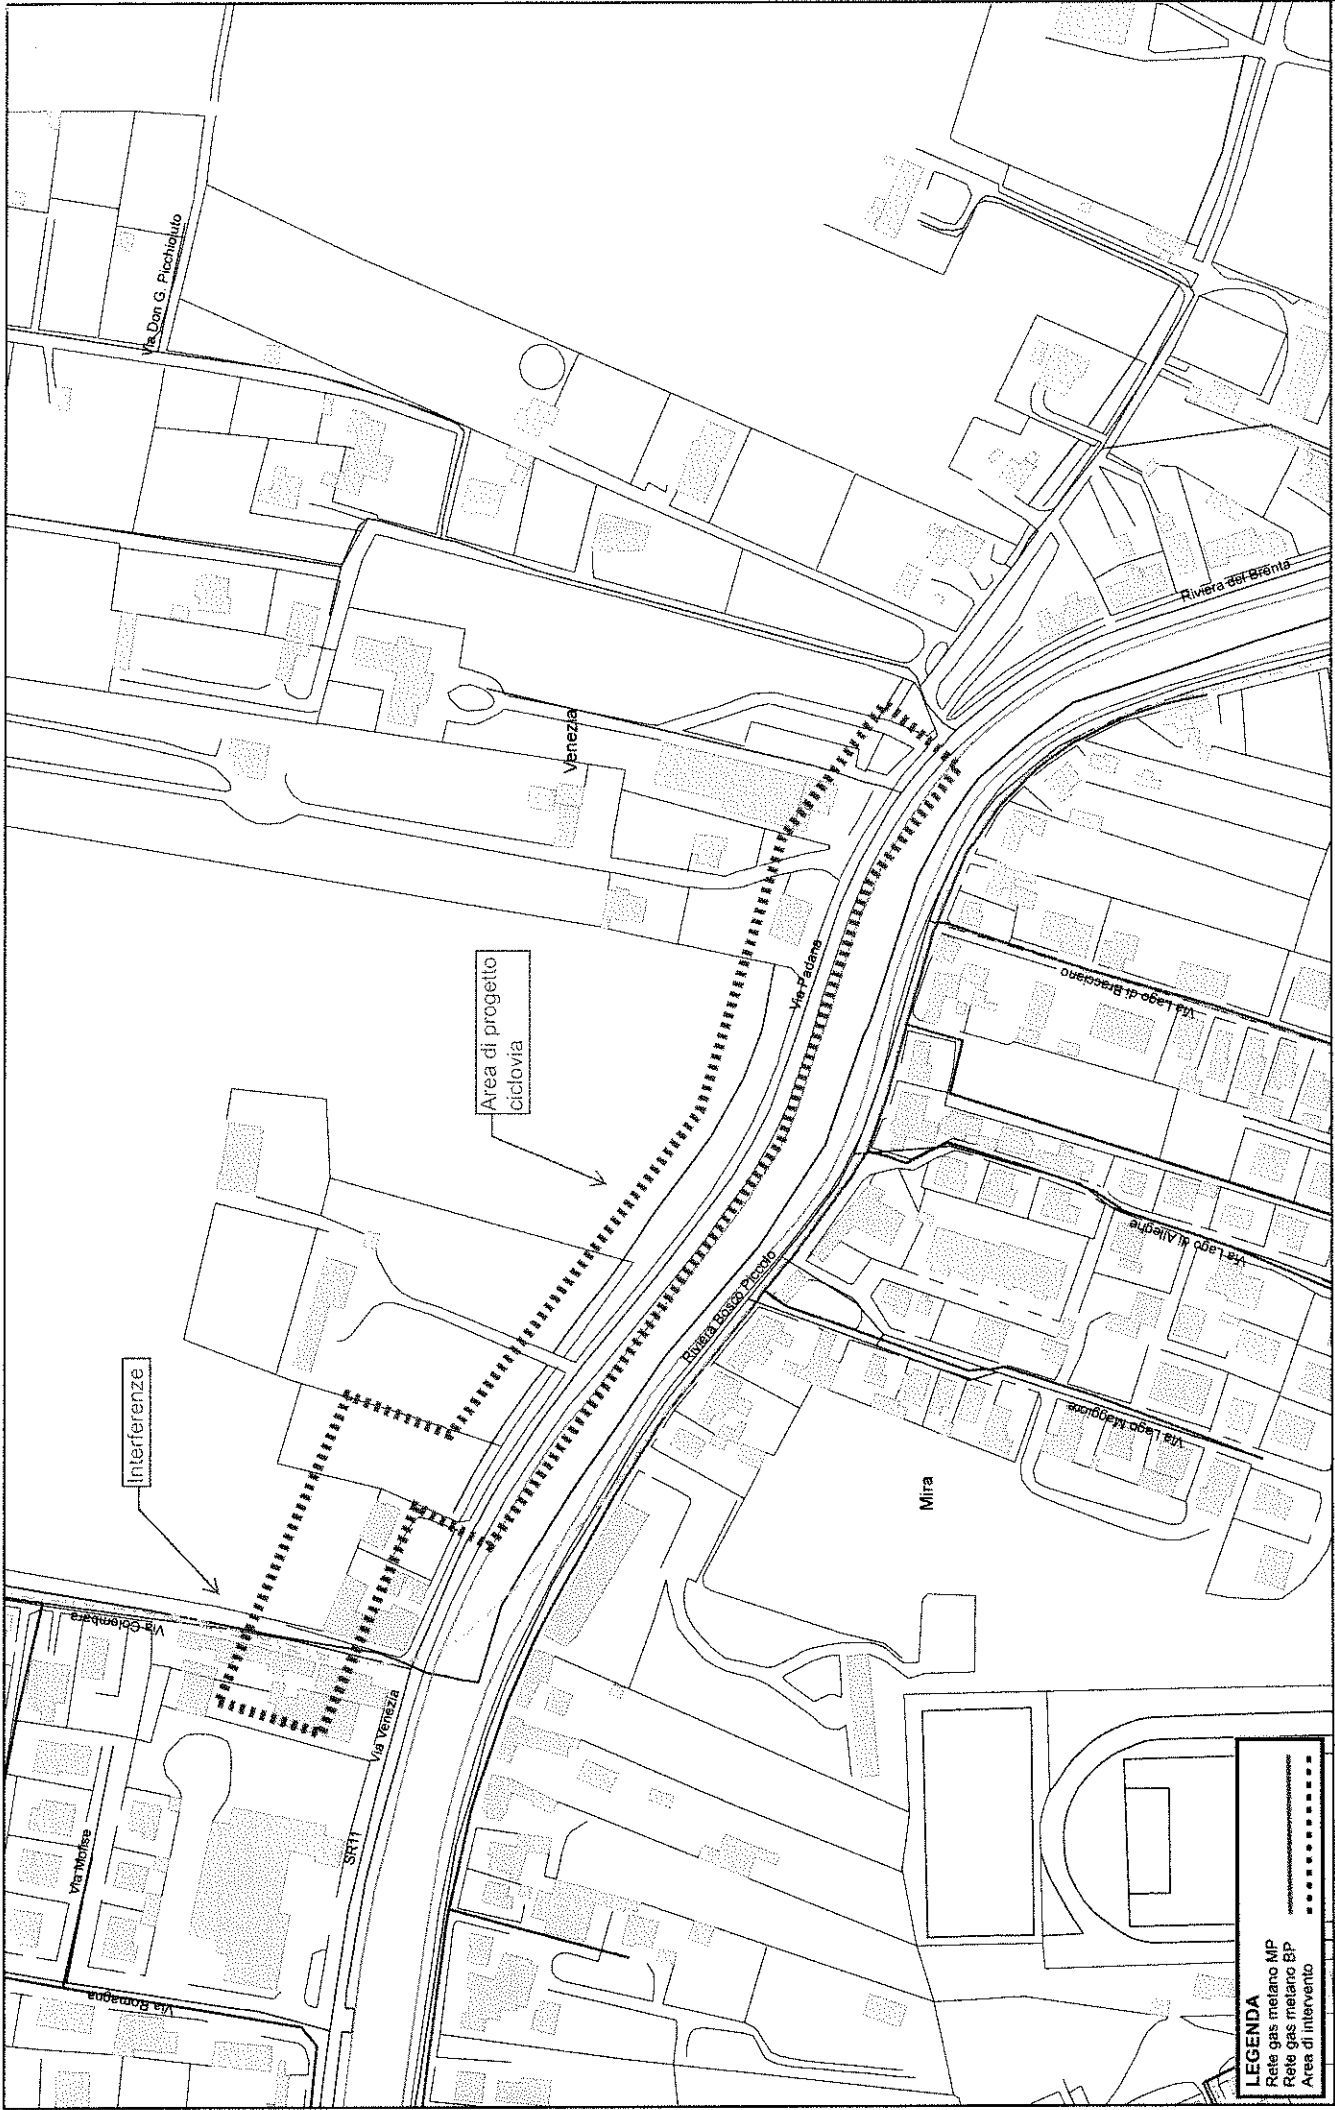 Via Don G. Picchioluto
Venezia
Area di progetto
ciclovia
Interferenze
Via Padana
Riviera del Brenta
Via Lago di Bracciano
Via Lago di Alleghe
Riviera Bosco Piccolo
Via Lago Maggiore
Mira
Via Colombara
Via Venezia
SR11
Via Molise
Via Romagna
LEGENDA
Rete gas metano MP
Rete gas metano BP
Area di intervento